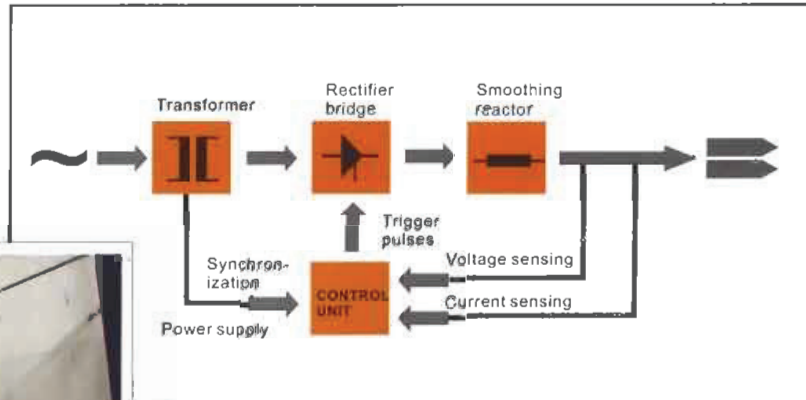 Transformer
Rectifier
bridge
Smoothing
reactor
Trigger
pulses
Synchron-
ization
Power supply
CONTROL
UNIT
Voltage sensing
Current sensing